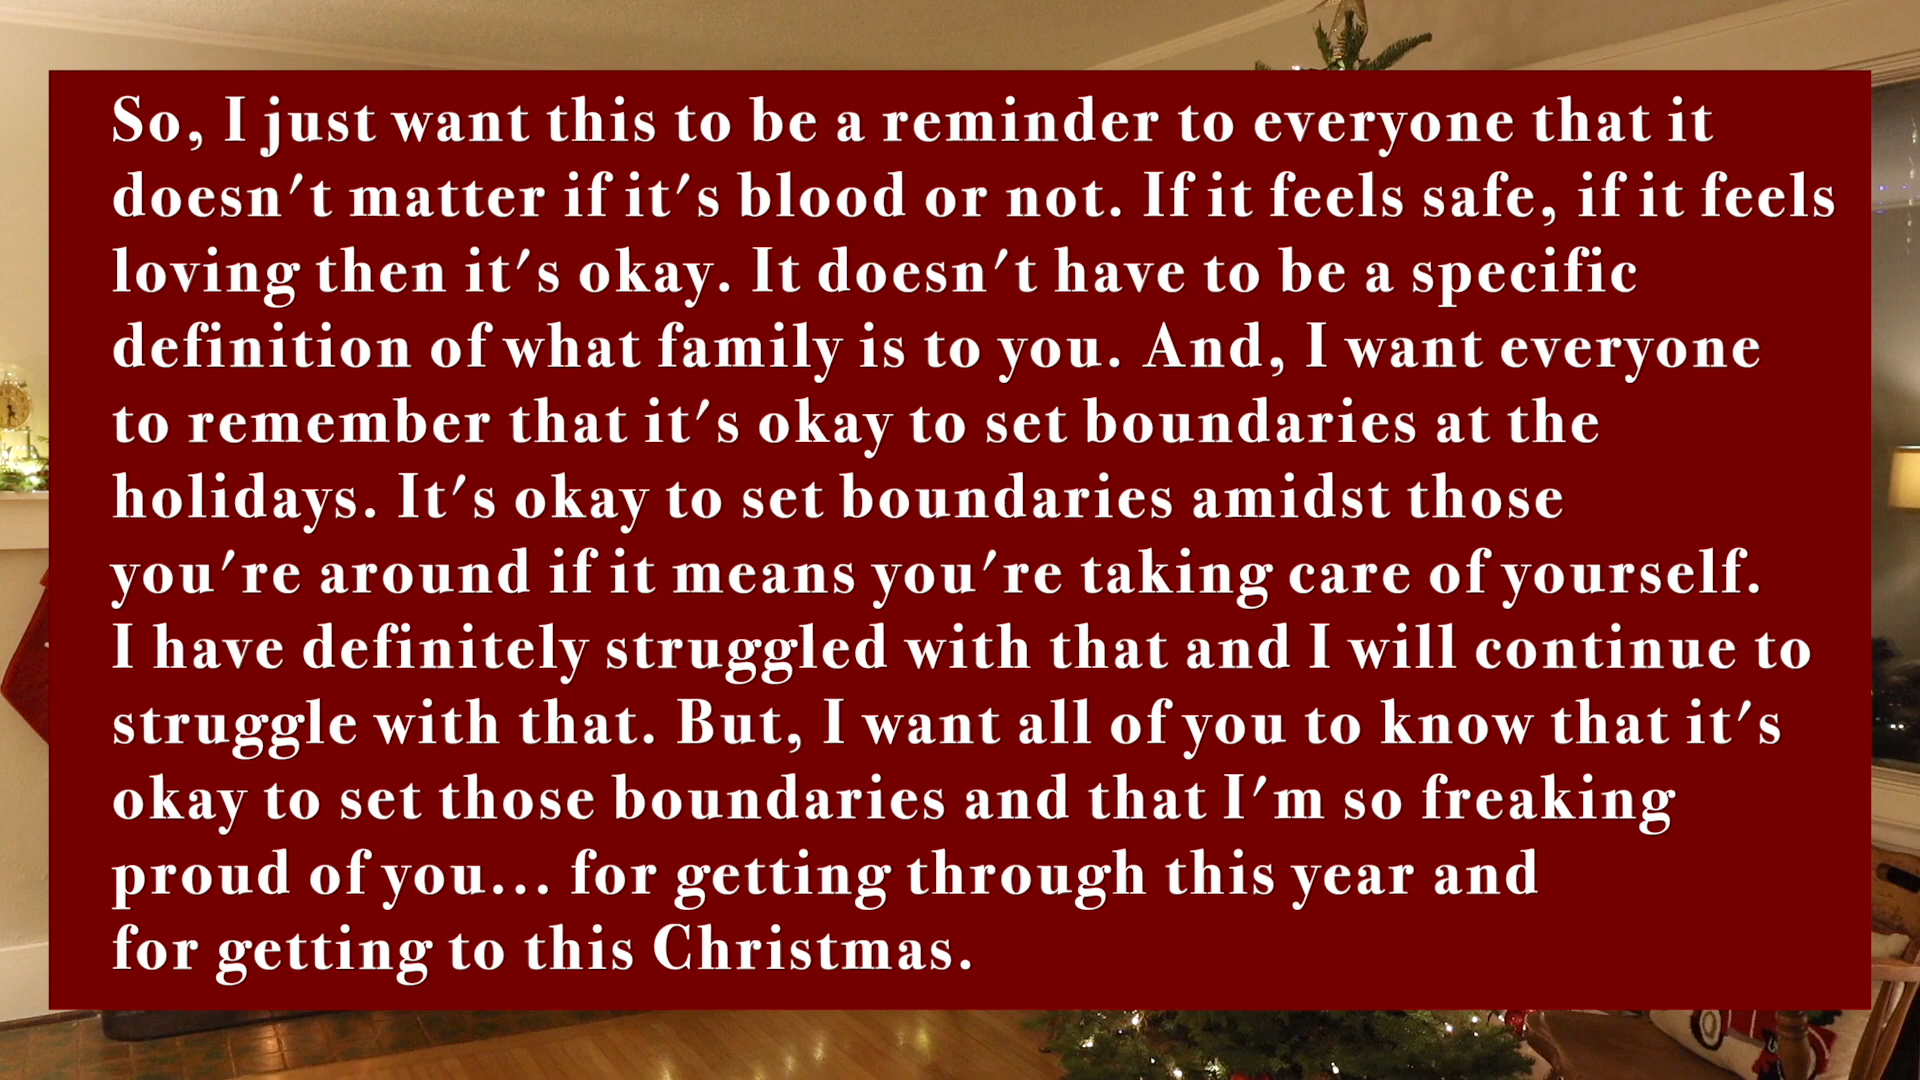 So, I just want this to be a reminder to everyone that it
doesn't matter if it's blood or not. If it feels safe, if it feels
loving then it's okay. It doesn't have to be a specific
definition of what family is to you. And, I want everyone
to remember that it's okay to set boundaries at the
holidays. It's okay to set boundaries amidst those
you're around if it means you're taking care of yourself.
I have definitely struggled with that and I will continue to
struggle with that. But, I want all of you to know that it's
okay to set those boundaries and that I'm so freaking
proud of you... for getting through this year and
for getting to this Christmas.